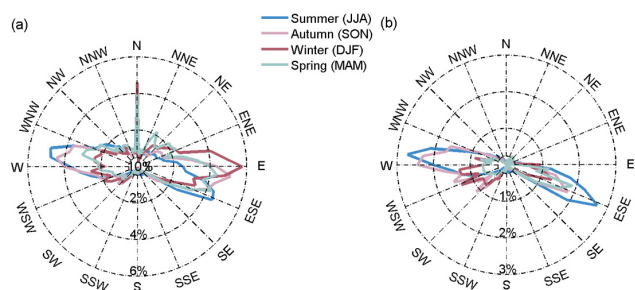 (a)
Summer (JJA)
Autumn (SON)
Winter (DJF)
Spring (MAM)
(b)
N
NNE
NE
ENE
E
ESE
SE
SSE
S
SSW
SW
WSW
W
WNW
NW
NNW
2%
4%
6%
N
NNE
NE
ENE
E
ESE
SE
SSE
S
SSW
SW
WSW
W
WNW
NW
NNW
1%
2%
3%